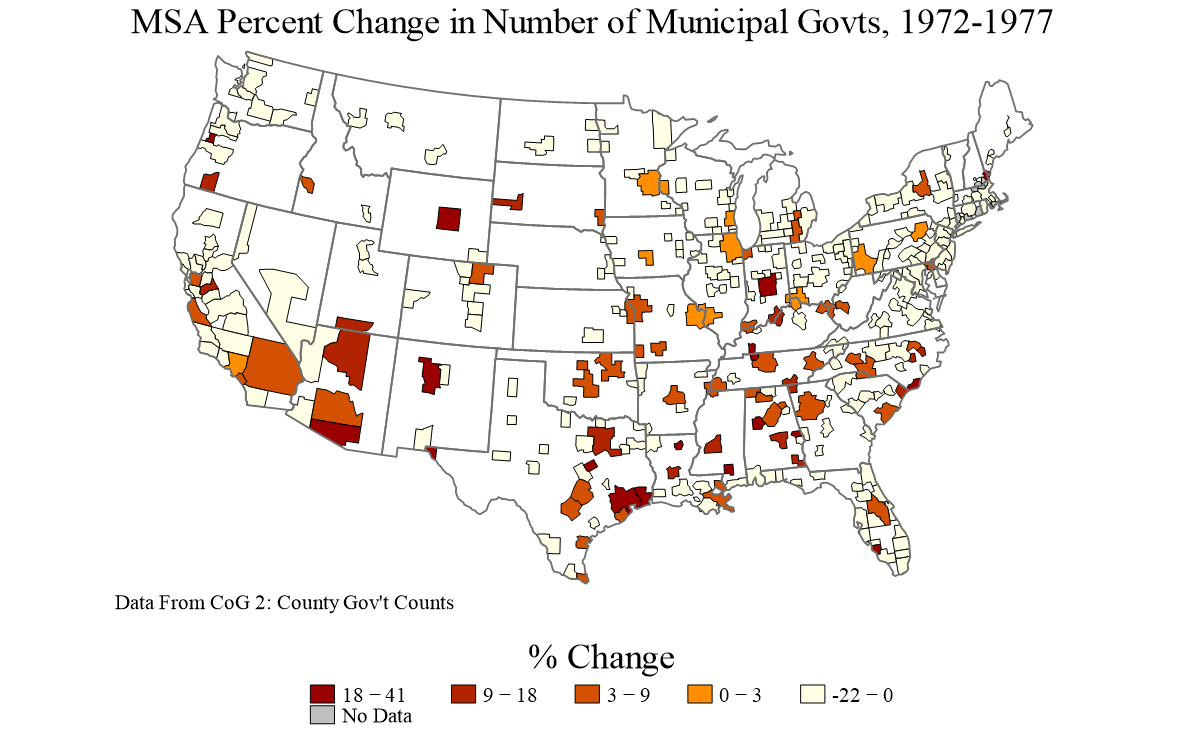 MSA Percent Change in Number of Municipal Govts, 1972-1977
Data From CoG 2: County Gov't Counts
% Change
18 − 41 9 − 18 3 − 9 0 − 3 -22 − 0
No Data